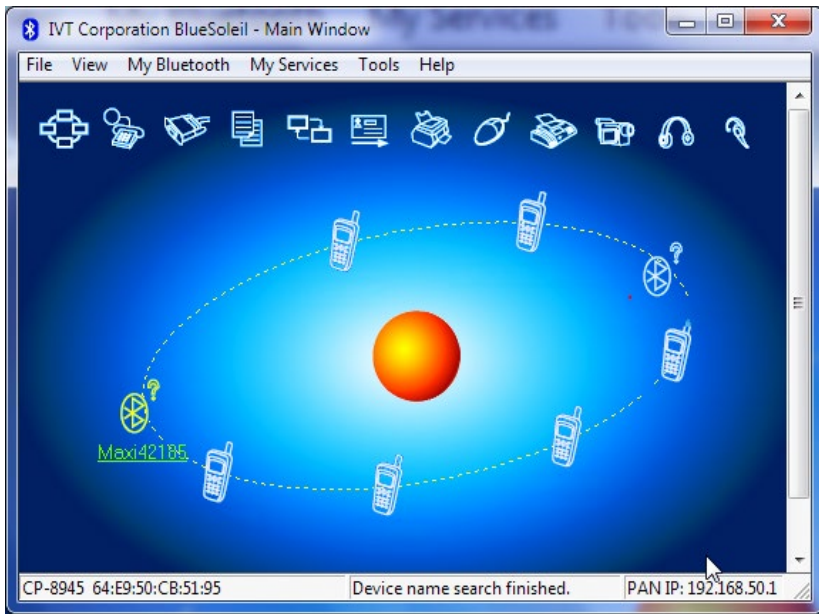 IVT Corporation BlueSoleil - Main Window
File View My Bluetooth My Services Tools Help
Maxi42185
CP-8945 64:E9:50:CB:51:95 Device name search finished. PAN IP: 192.168.50.1